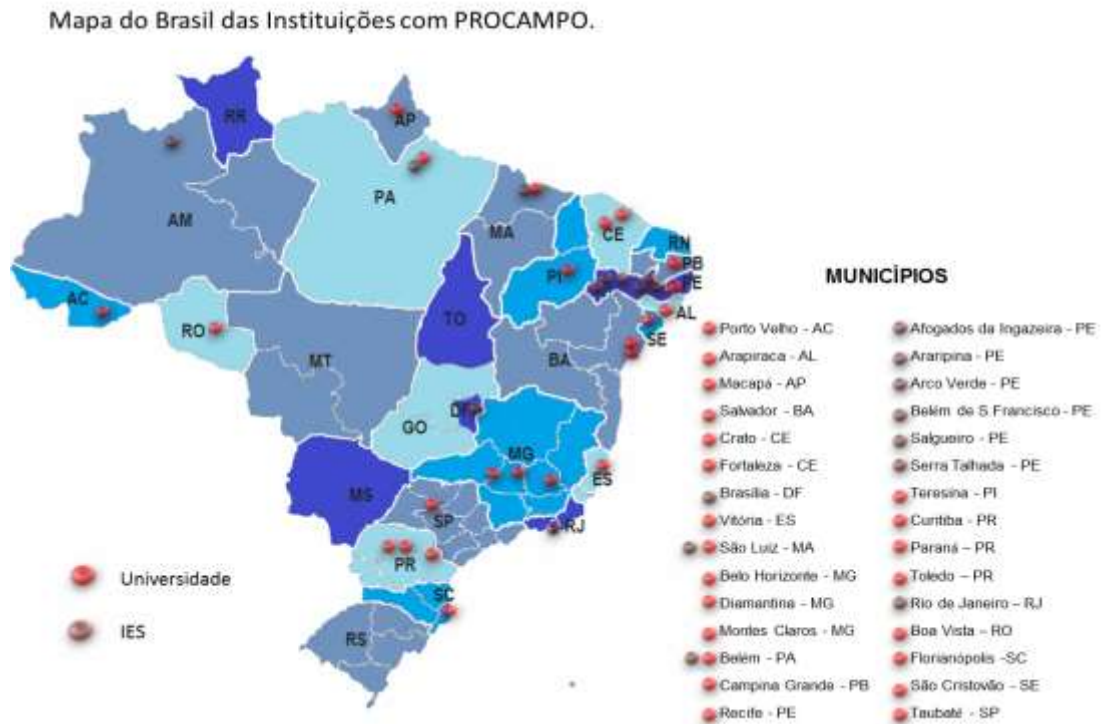 Mapa do Brasil das Instituições com PROCAMPO.
RR
AP
PA
AM
MA
CE
RN
PB
PI
PE
AC
AL
RO
TO
SE
MT
BA
DF
GO
MG
ES
MS
SP
RJ
PR
SC
RS
Universidade
IES
MUNICÍPIOS
Porto Velho - AC
Arapiraca - AL
Macapá - AP
Salvador - BA
Crato - CE
Fortaleza - CE
Brasília - DF
Vitória - ES
São Luiz - MA
Belo Horizonte - MG
Diamantina - MG
Montes Claros - MG
Belém - PA
Campina Grande - PB
Recife - PE
Afogados da Ingazeira - PE
Araripina - PE
Arco Verde - PE
Belém de S.Francisco - PE
Salgueiro - PE
Serra Talhada - PE
Teresina - PI
Curitiba - PR
Paraná – PR
Toledo – PR
Rio de Janeiro – RJ
Boa Vista – RO
Florianópolis -SC
São Cristovão – SE
Taubaté - SP